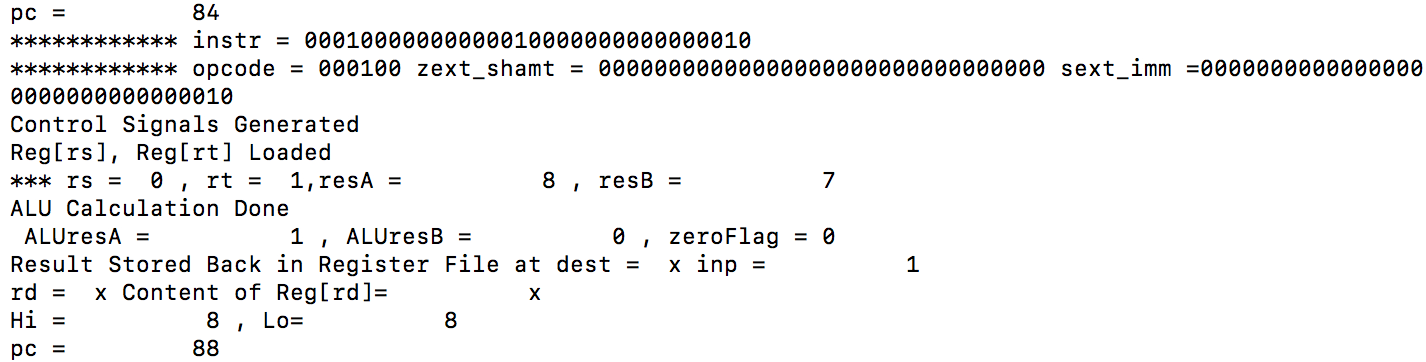 pc =         84
************ instr = 00010000000000010000000000000010
************ opcode = 000100 zext_shamt = 00000000000000000000000000000000 sext_imm =0000000000000000
0000000000000010
Control Signals Generated
Reg[rs], Reg[rt] Loaded
*** rs =  0 , rt =  1,resA =          8 , resB =          7
ALU Calculation Done
 ALUresA =          1 , ALUresB =          0 , zeroFlag = 0
Result Stored Back in Register File at dest =  x inp =          1
rd =  x Content of Reg[rd]=          x
Hi =          8 , Lo=          8
pc =         88